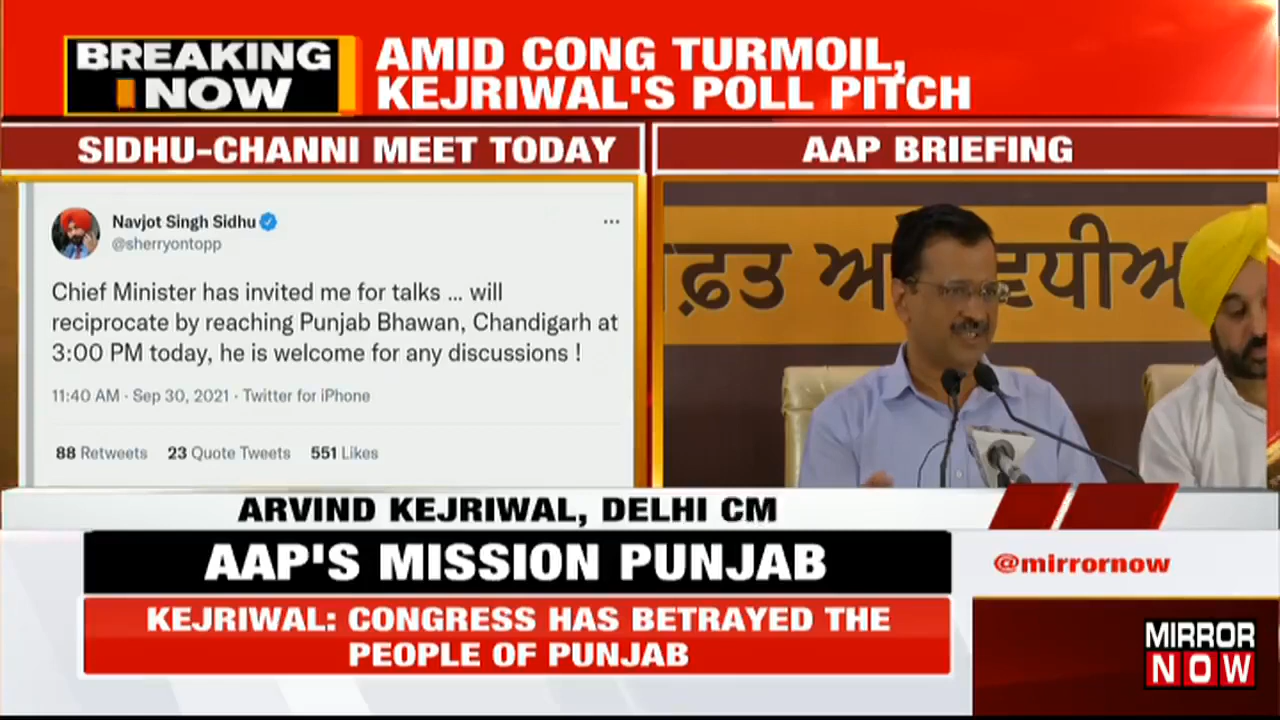 BREAKING
NOW
AMID CONG TURMOIL,
KEJRIWAL'S POLL PITCH
SIDHU-CHANNI MEET TODAY
AAP BRIEFING
Navjot Singh Sidhu
@sherryontopp
Chief Minister has invited me for talks ... will
reciprocate by reaching Punjab Bhawan, Chandigarh at
3:00 PM today, he is welcome for any discussions !
11:40 AM · Sep 30, 2021 · Twitter for iPhone
88 Retweets 23 Quote Tweets 551 Likes
ARVIND KEJRIWAL, DELHI CM
AAP'S MISSION PUNJAB
KEJRIWAL: CONGRESS HAS BETRAYED THE
PEOPLE OF PUNJAB
@mirrornow
MIRROR
NOW